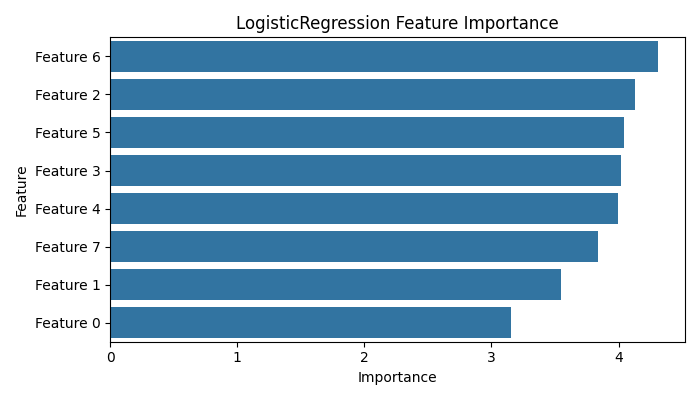 LogisticRegression Feature Importance
Feature 6
Feature 2
Feature 5
Feature 3
Feature 4
Feature 7
Feature 1
Feature 0
Feature
0 1 2 3 4
Importance